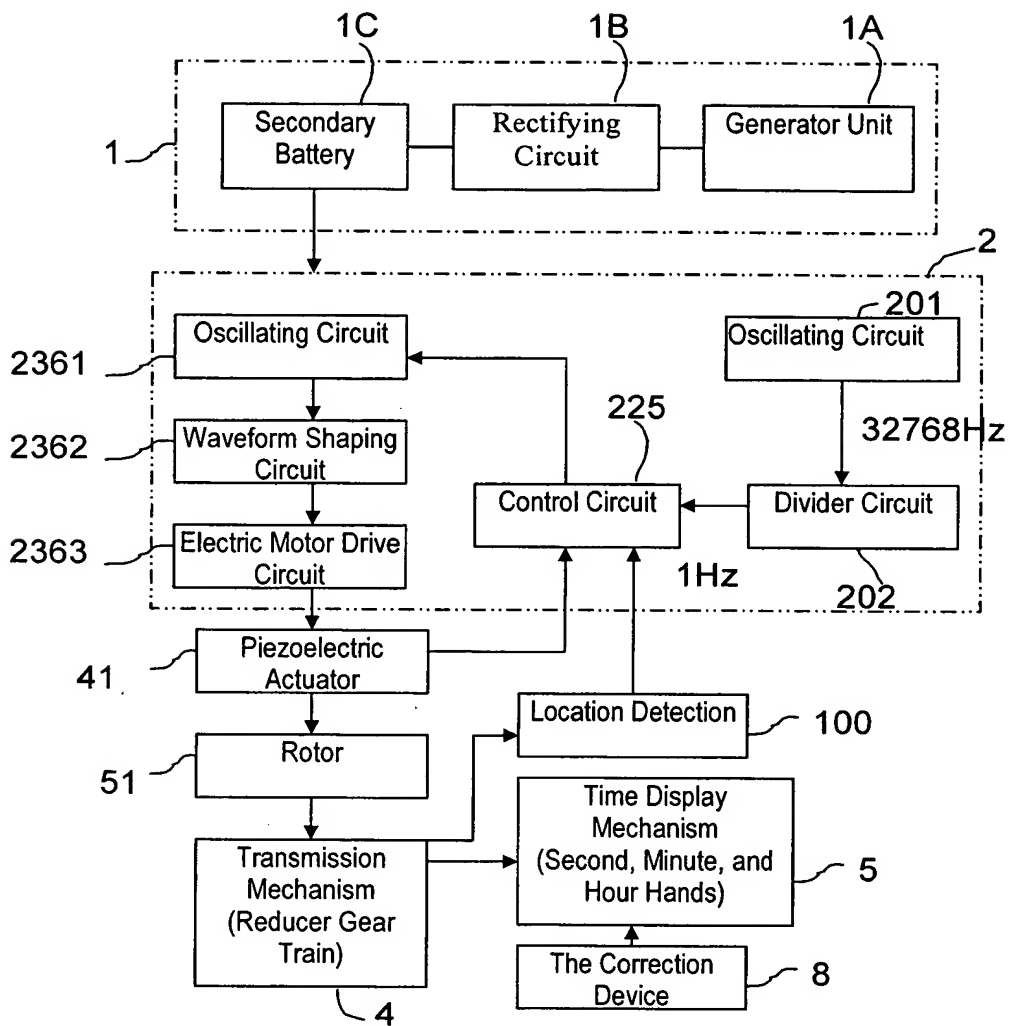 1C
1B
1A
Secondary
Battery
Rectifying
Circuit
Generator Unit
1
2
201
Oscillating Circuit
Oscillating Circuit
2361
225
32768Hz
2362
Waveform Shaping
Circuit
Control Circuit
Divider Circuit
2363
Electric Motor Drive
Circuit
1Hz
202
Piezoelectric
Actuator
41
Location Detection
100
Rotor
51
Time Display
Mechanism
(Second, Minute, and
Hour Hands)
5
Transmission
Mechanism
(Reducer Gear
Train)
The Correction
Device
8
4